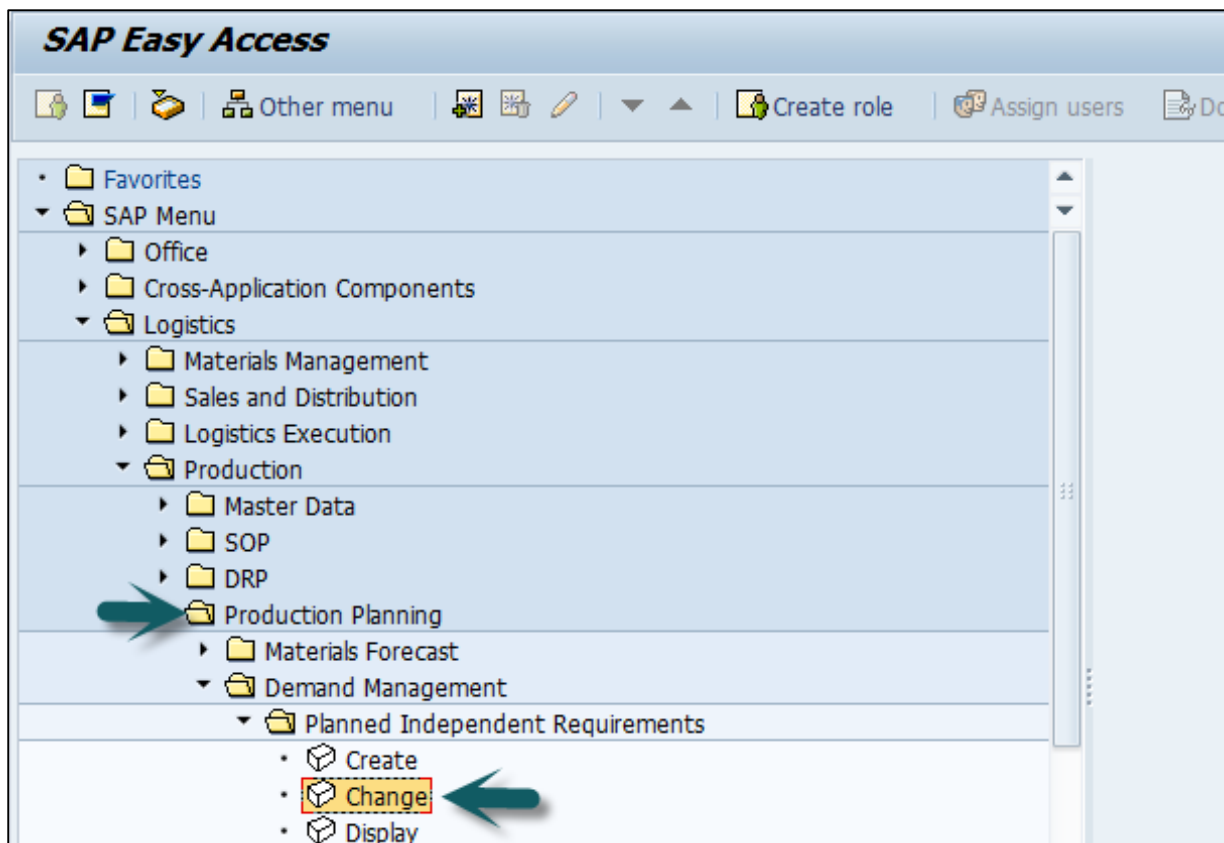 SAP Easy Access
Other menu Create role Assign users
Favorites
SAP Menu
Office
Cross-Application Components
Logistics
Materials Management
Sales and Distribution
Logistics Execution
Production
Master Data
SOP
DRP
Production Planning
Materials Forecast
Demand Management
Planned Independent Requirements
Create
Change
Display